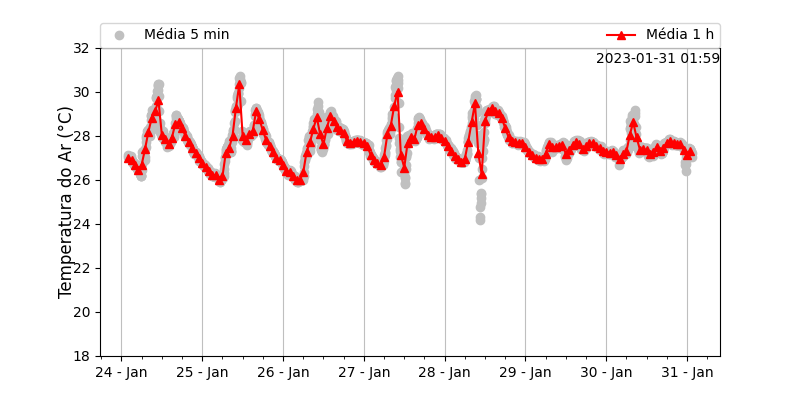 Média 5 min
Média 1 h
2023-01-31 01:59
Temperatura do Ar (°C)
32
30
28
26
24
22
20
18
24 - Jan
25 - Jan
26 - Jan
27 - Jan
28 - Jan
29 - Jan
30 - Jan
31 - Jan